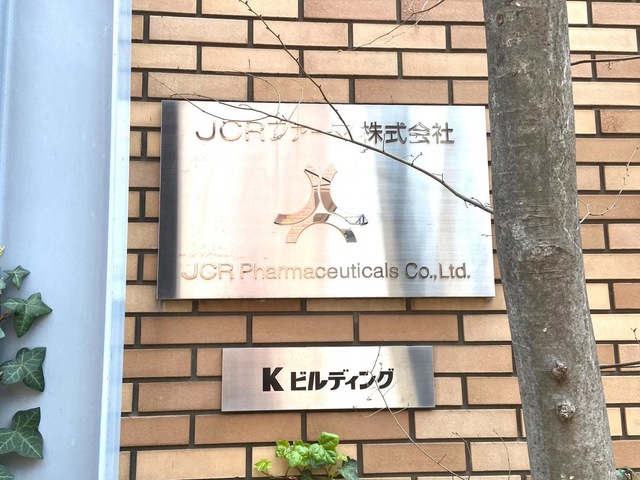 JCRファーマ 株式会社
JCR Pharmaceuticals Co.,Ltd.
K ビルディング